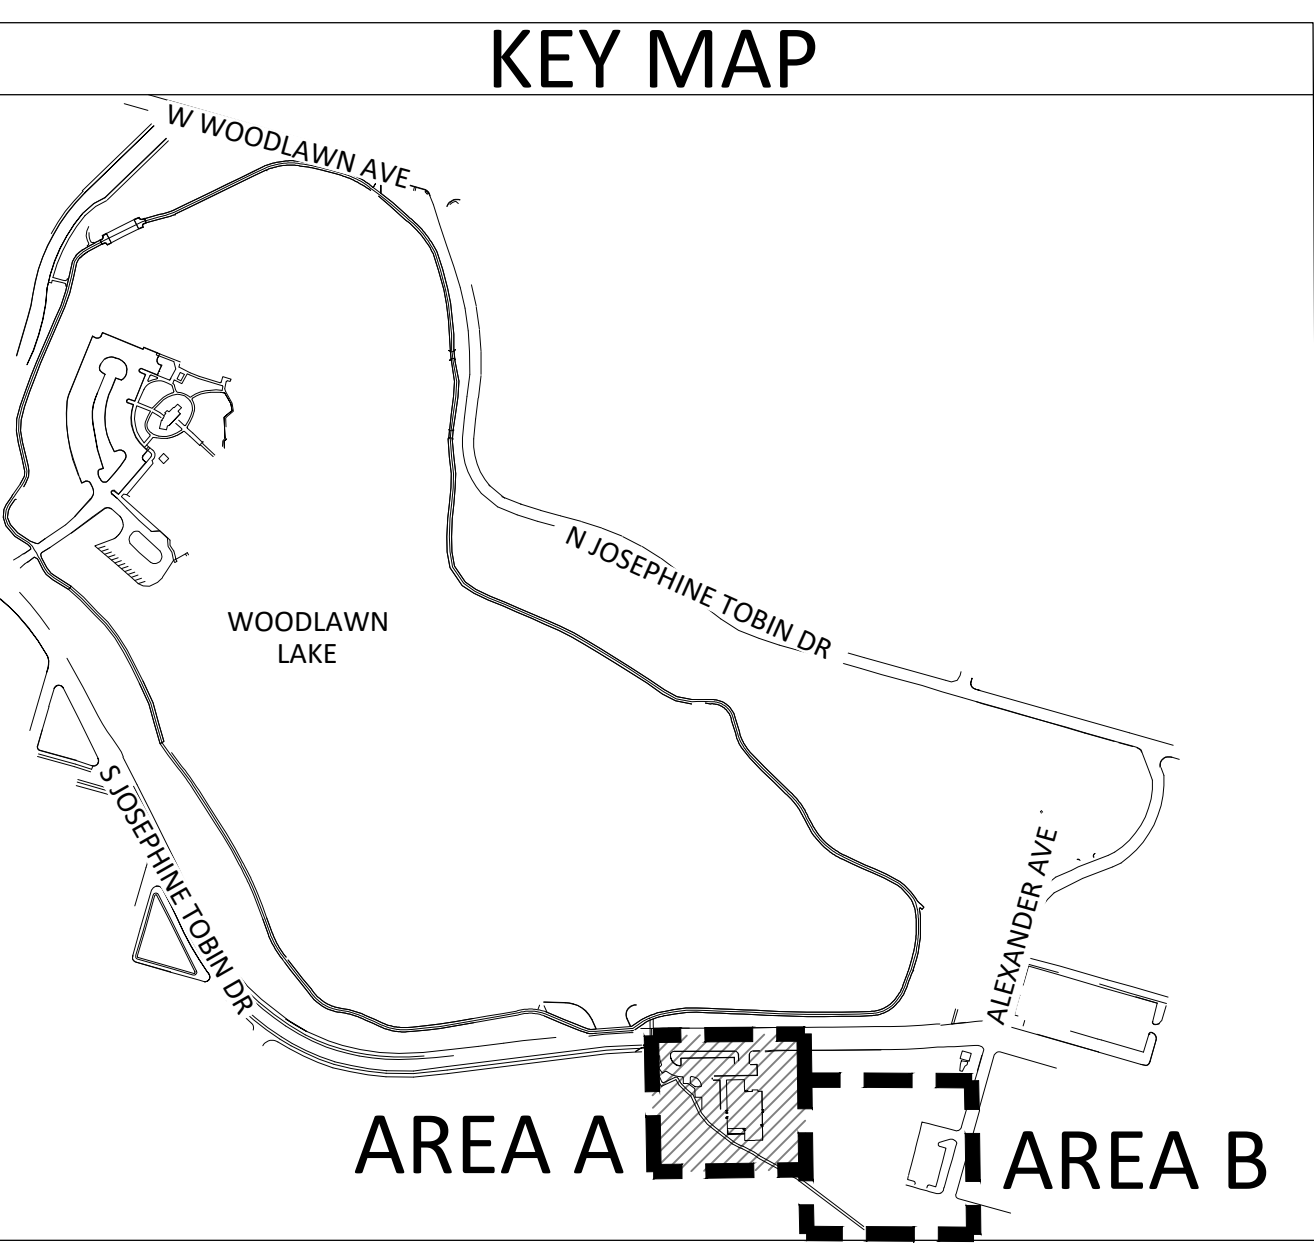 KEY MAP
W WOODLAWN AVE
N JOSEPHINE TOBIN DR
WOODLAWN
LAKE
S JOSEPHINE TOBIN DR
ALEXANDER AVE
AREA A
AREA B